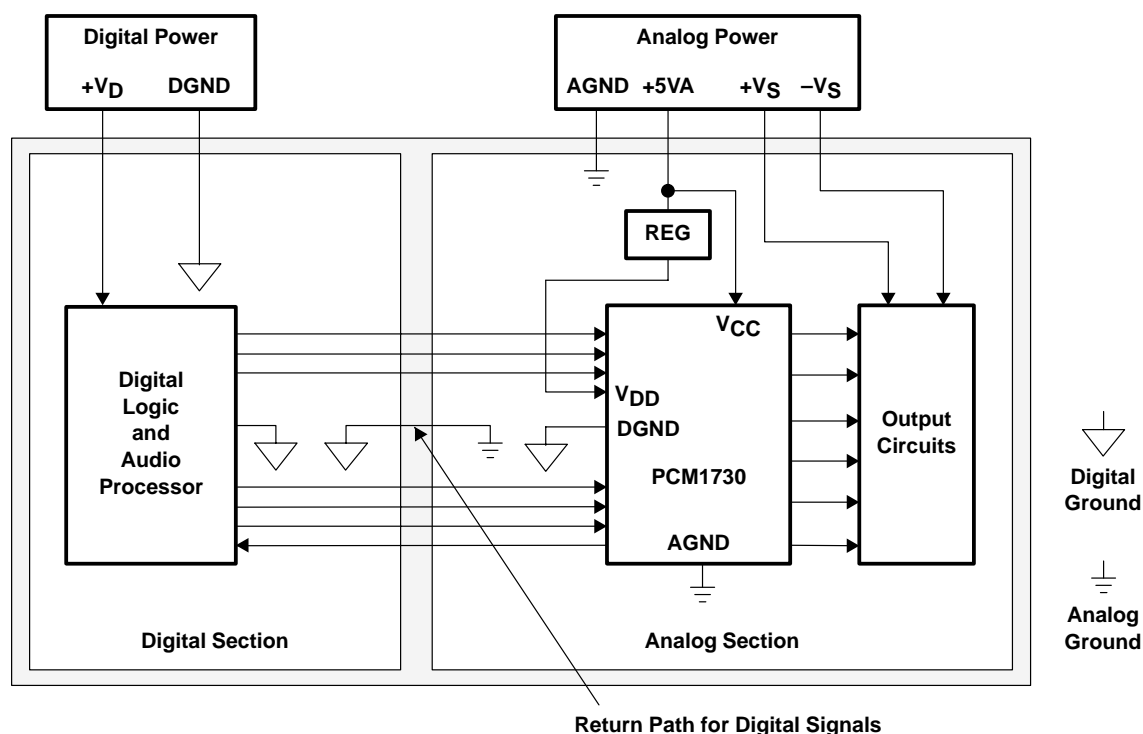 Digital Power
+VD DGND
Analog Power
AGND +5VA +VS –VS
REG
VCC
VDD
DGND
PCM1730
AGND
Digital
Logic
and
Audio
Processor
Output
Circuits
Digital
Ground
Analog
Ground
Digital Section
Analog Section
Return Path for Digital Signals